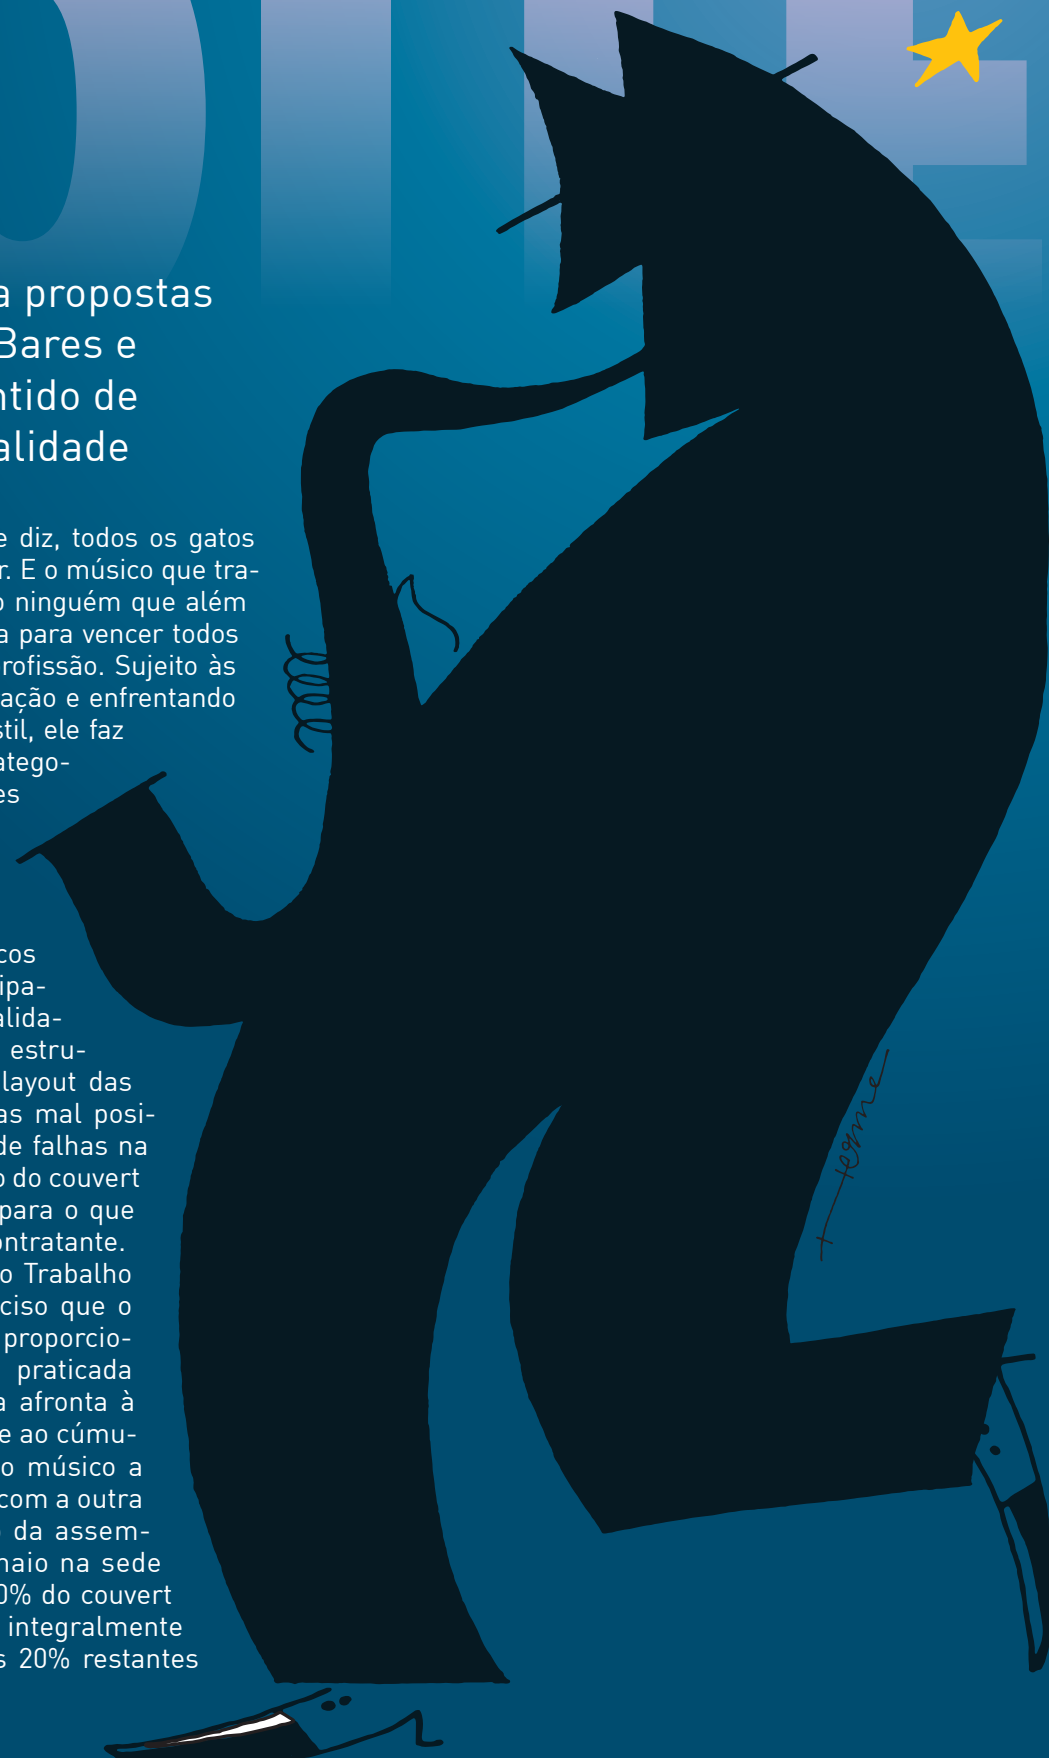 OITE
a propostas
Bares e
ntido de
alidade
e diz, todos os gatos
r. E o músico que tra-
o ninguém que além
a para vencer todos
rofissão. Sujeito às
ação e enfrentando
stil, ele faz
atego-
es
cos
ipa-
alida-
estru-
layout das
as mal posi-
de falhas na
o do couvert
para o que
ontratante.
o Trabalho
ciso que o
proporcio-
praticada
a afronta à
e ao cúmu-
o músico a
com a outra
o da assem-
maio na sede
0% do couvert
integralmente
s 20% restantes